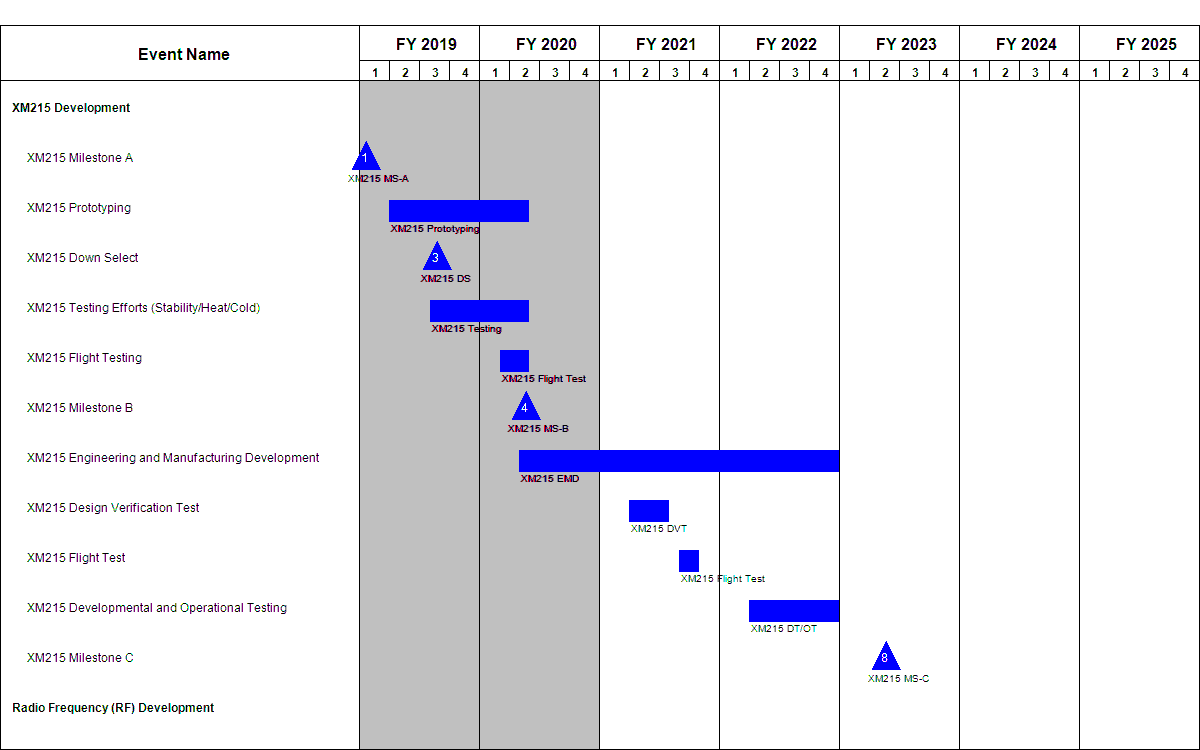 Event Name FY 2019 FY 2020 FY 2021 FY 2022 FY 2023 FY 2024 FY 2025
1 2 3 4 1 2 3 4 1 2 3 4 1 2 3 4 1 2 3 4 1 2 3 4 1 2 3 4
XM215 Development
XM215 Milestone A 1
XM215 MS-A
XM215 Prototyping
XM215 Prototyping
XM215 Down Select 3
XM215 DS
XM215 Testing Efforts (Stability/Heat/Cold)
XM215 Testing
XM215 Flight Testing
XM215 Flight Test
XM215 Milestone B 4
XM215 MS-B
XM215 Engineering and Manufacturing Development
XM215 EMD
XM215 Design Verification Test
XM215 DVT
XM215 Flight Test
XM215 Flight Test
XM215 Developmental and Operational Testing
XM215 DT/OT
XM215 Milestone C 8
XM215 MS-C
Radio Frequency (RF) Development